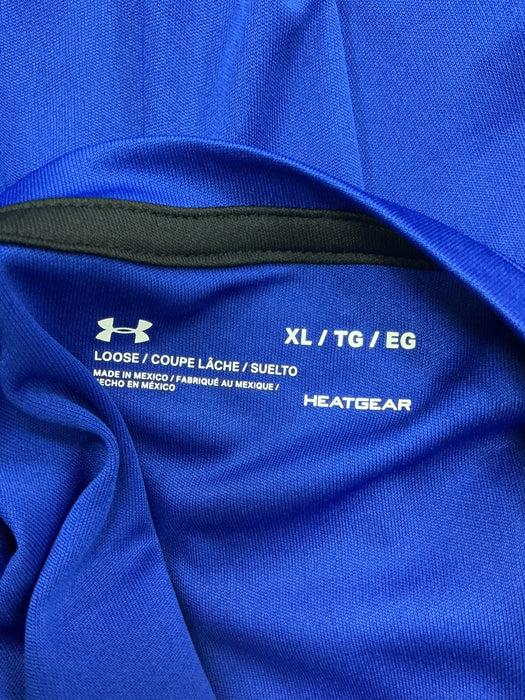 XL / TG / EG
LOOSE / COUPE LÂCHE / SUELTO
MADE IN MEXICO / FABRIQUÉ AU MEXIQUE /
HECHO EN MÉXICO
HEATGEAR